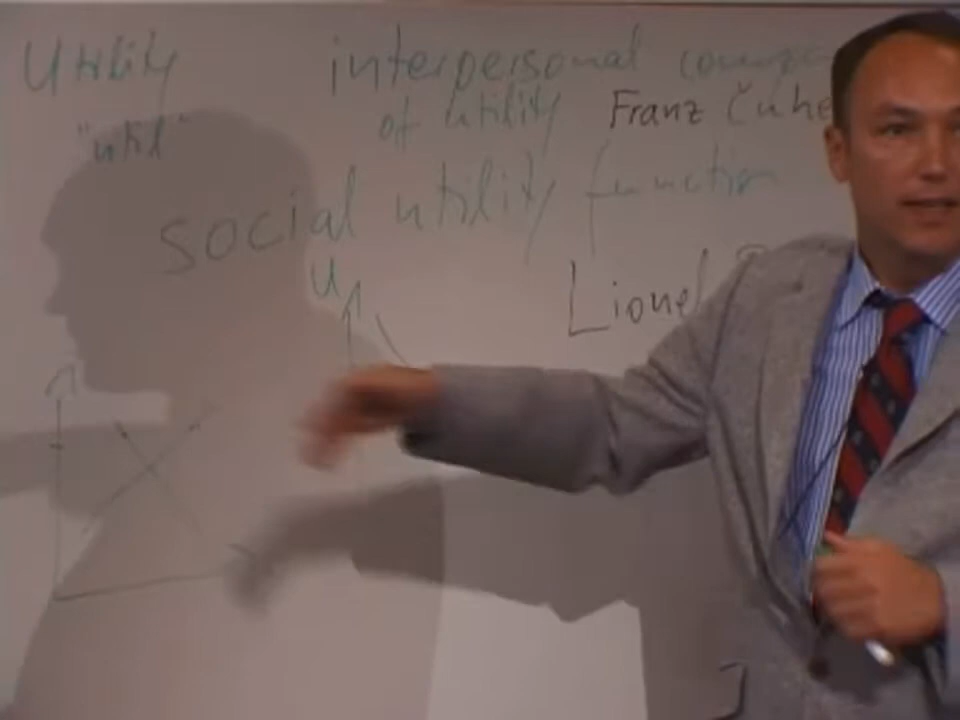 Utility interpersonal
"util" of utility Franz
social utility function
u
Lionel